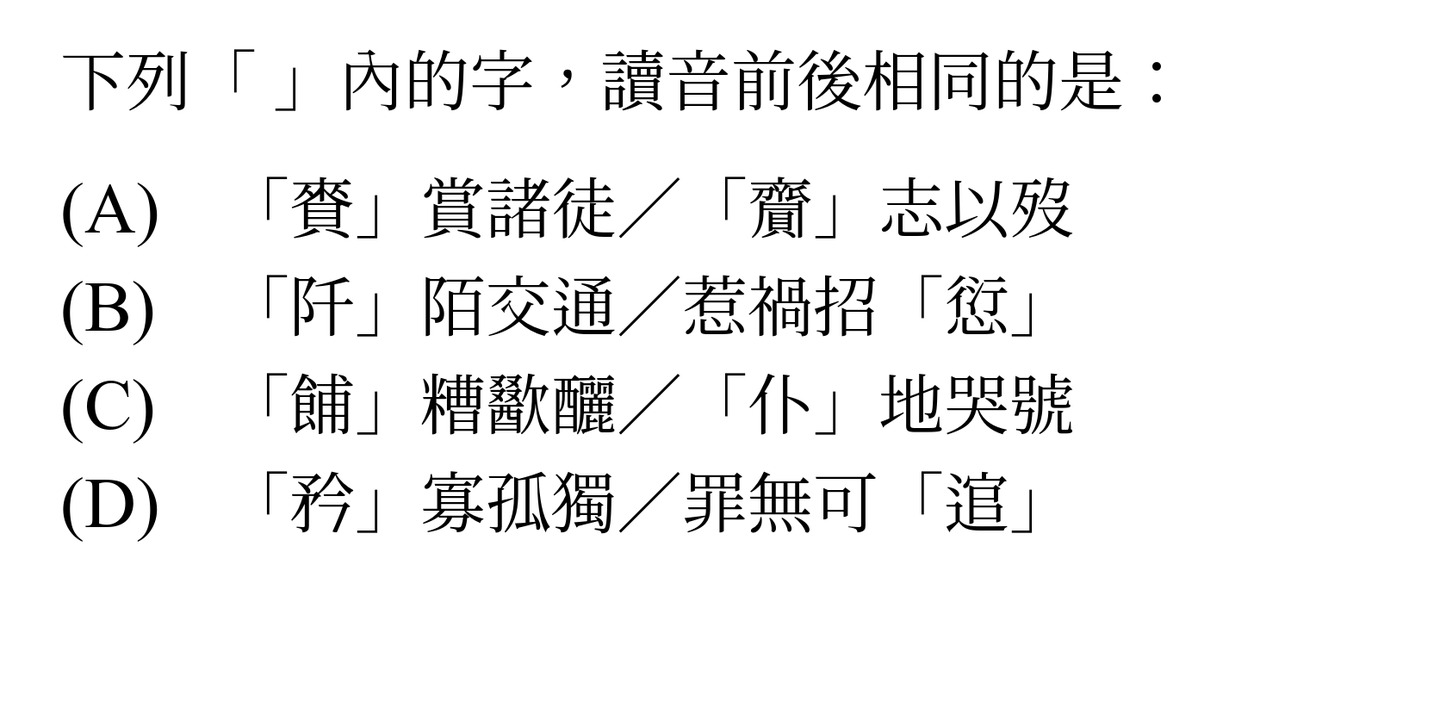 下列「 」內的字，讀音前後相同的是：
(A) 「賚」賞諸徒／「齎」志以歿
(B) 「阡」陌交通／惹禍招「愆」
(C) 「餔」糟歠釃／「仆」地哭號
(D) 「矜」寡孤獨／罪無可「逭」